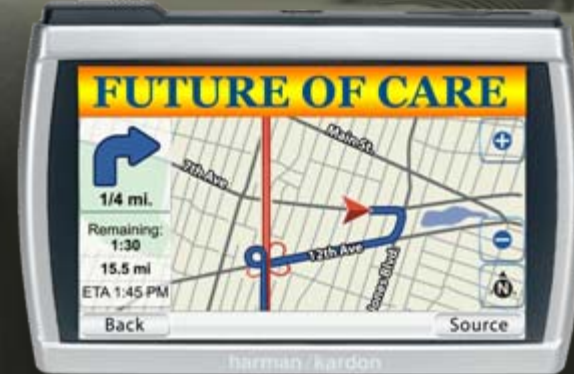 FUTURE OF CARE
1/4 mi.
Remaining:
1:30
15.5 mi
ETA 1:45 PM
Main St.
7th Ave
12th Ave
Jones Blvd.
N
Back
Source
harman/kardon